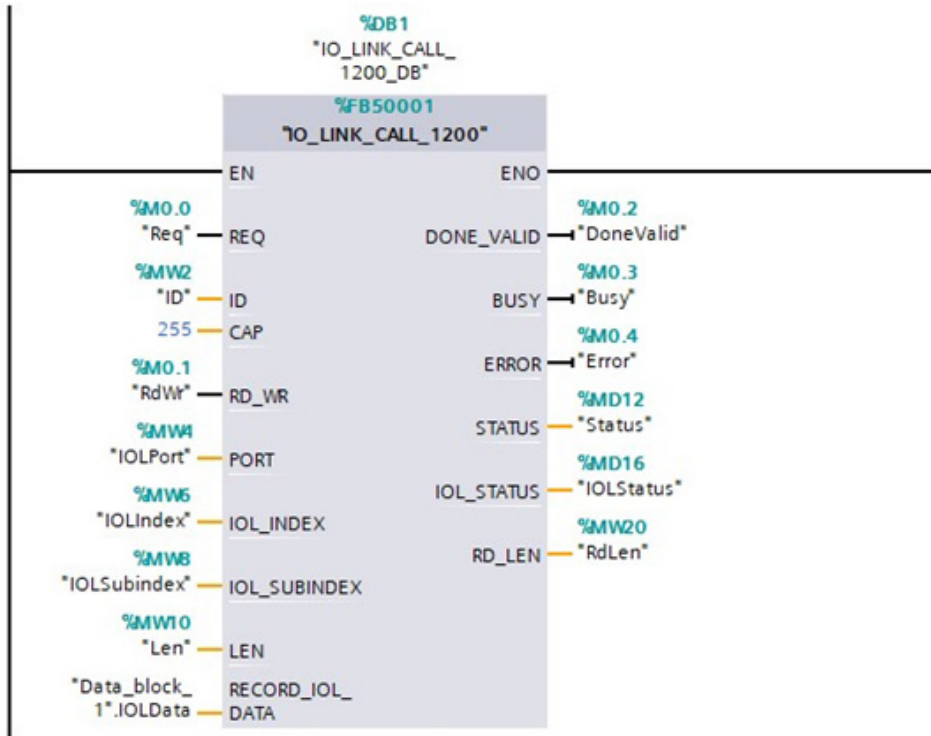 %DB1
"IO_LINK_CALL_
1200_DB"
%FB50001
"IO_LINK_CALL_1200"
EN ENO
%M0.0 %M0.2
"Req" REQ DONE_VALID "DoneValid"
%MW2 %M0.3
"ID" ID BUSY "Busy"
255 CAP
%M0.1 %M0.4
"RdWr" RD_WR ERROR "Error"
%MW4 %MD12
"IOLPort" PORT STATUS "Status"
%MW6 %MD16
"IOLIndex" IOL_INDEX IOL_STATUS "IOLStatus"
%MW8 %MW20
"IOLSubindex" IOL_SUBINDEX RD_LEN "RdLen"
%MW10
"Len" LEN
"Data_block_ RECORD_IOL_
1".IOLData DATA